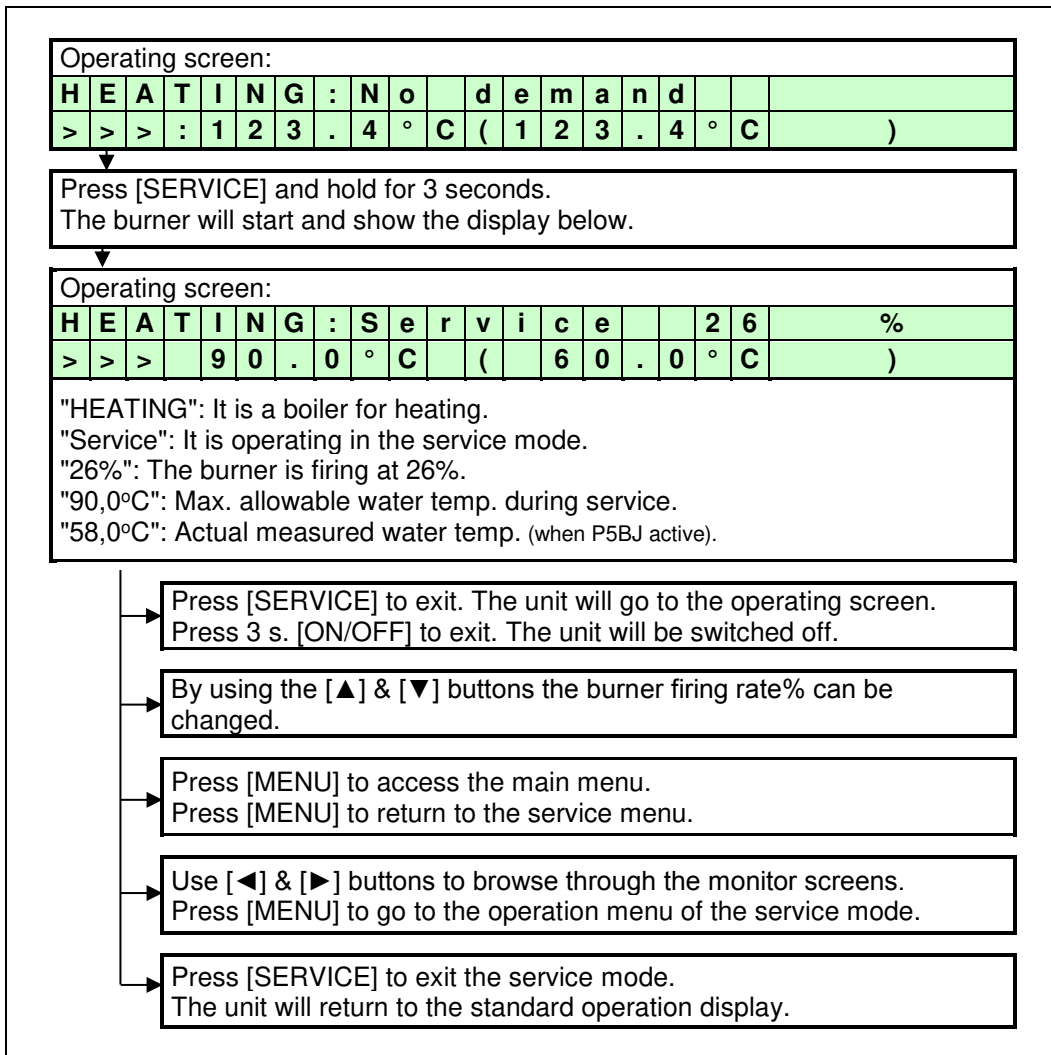 Operating screen:
HEATING:No demand
>>>:123.4°C(123.4°C )
Press [SERVICE] and hold for 3 seconds.
The burner will start and show the display below.
Operating screen:
HEATING:Service 26 %
>>> 90.0°C ( 60.0°C )
"HEATING": It is a boiler for heating.
"Service": It is operating in the service mode.
"26%": The burner is firing at 26%.
"90,0°C": Max. allowable water temp. during service.
"58,0°C": Actual measured water temp. (when P5BJ active).
Press [SERVICE] to exit. The unit will go to the operating screen.
Press 3 s. [ON/OFF] to exit. The unit will be switched off.
By using the [▲] & [▼] buttons the burner firing rate% can be
changed.
Press [MENU] to access the main menu.
Press [MENU] to return to the service menu.
Use [◄] & [►] buttons to browse through the monitor screens.
Press [MENU] to go to the operation menu of the service mode.
Press [SERVICE] to exit the service mode.
The unit will return to the standard operation display.